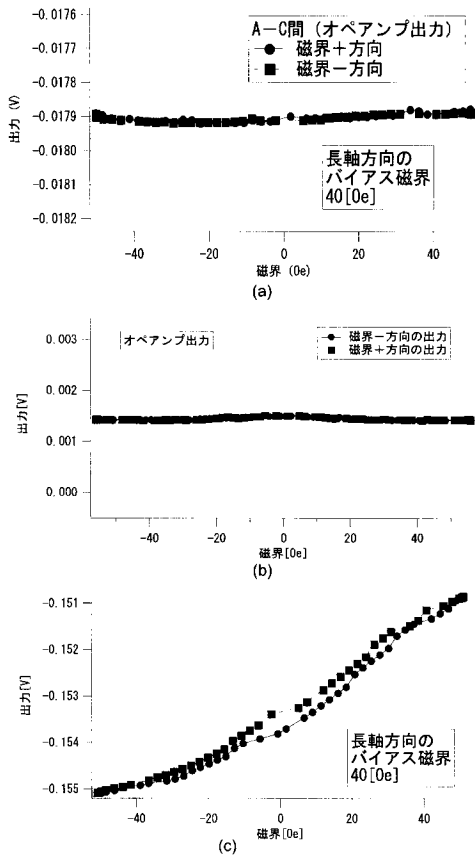 -0.0176
-0.0178
-0.0179
-0.0180
-0.0181
-0.0182
出力 (V)
A－C間 (オペアンプ出力)
磁界＋方向
磁界－方向
長軸方向の
バイアス磁界
40[Oe]
-40 -20 0 20 40
磁界 (Oe)
(a)
0.003
0.002
0.001
0.000
出力[V]
オペアンプ出力
磁界－方向の出力
磁界＋方向の出力
-40 -20 0 20 40
磁界[Oe]
(b)
-0.151
-0.152
-0.153
-0.154
-0.155
出力[V]
長軸方向の
バイアス磁界
40[Oe]
-40 -20 0 20 40
磁界[Oe]
(c)